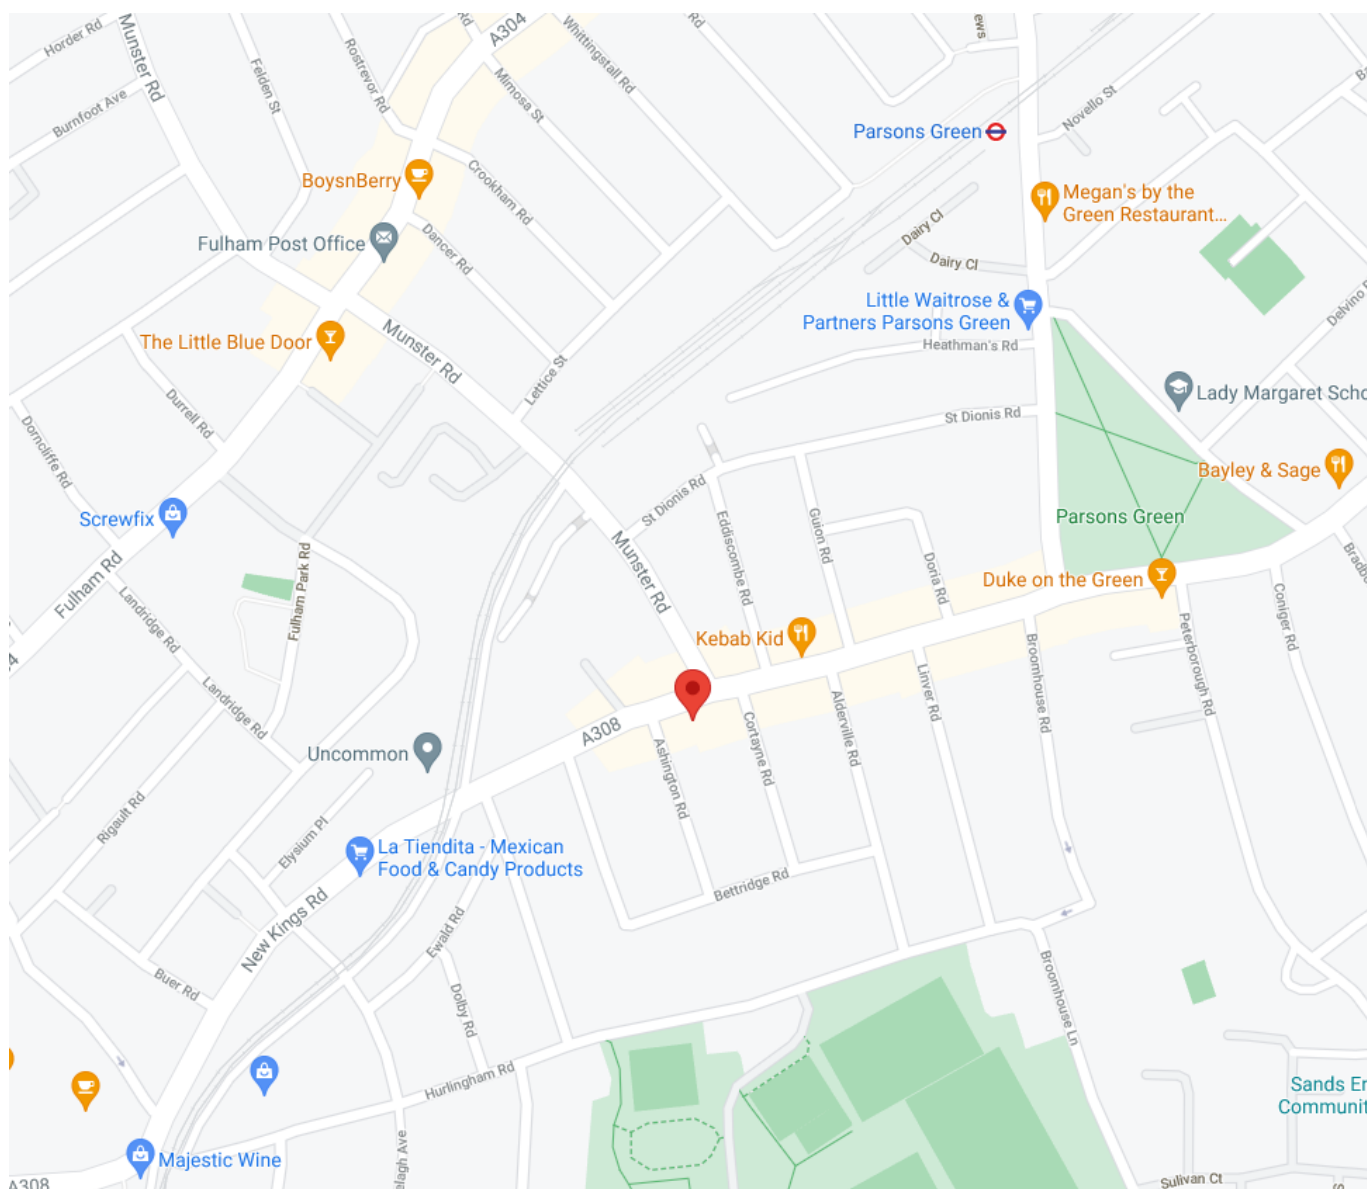 Horder Rd
Munster Rd
Felden St
Rostrevor Rd
Burnfoot Ave
A304
Rd
Mimosa St
Whittingstall Rd
Rd
ews
Novello St
Parsons Green
BoysnBerry
Crookham Rd
Megan's by the
Green Restaurant...
Fulham Post Office
Dancer Rd
Dairy Cl
Dairy Cl
Little Waitrose &
Partners Parsons Green
Heathman's Rd
The Little Blue Door
Munster Rd
Lettice St
Durrell Rd
Dorncliffe Rd
St Dionis Rd
Lady Margaret Scho
Delvino
Bayley & Sage
Screwfix
St Dionis Rd
Eddiscombe Rd
Guion Rd
Parsons Green
Munster Rd
Fulham Rd
Fulham Park Rd
Doria Rd
Duke on the Green
Landridge Rd
Kebab Kid
Peterborough Rd
Coniger Rd
Bradb
Landridge Rd
Linver Rd
Broomhouse Rd
A308
Ashington Rd
Cortayne Rd
Alderville Rd
Uncommon
Rigault Rd
Elysium Pl
La Tiendita - Mexican
Food & Candy Products
Bettridge Rd
New Kings Rd
Ewald Rd
Buer Rd
Dolby Rd
Broomhouse Ln
Hurlingham Rd
Sands En
Communit
elagh Ave
Majestic Wine
A308
Sullivan Ct